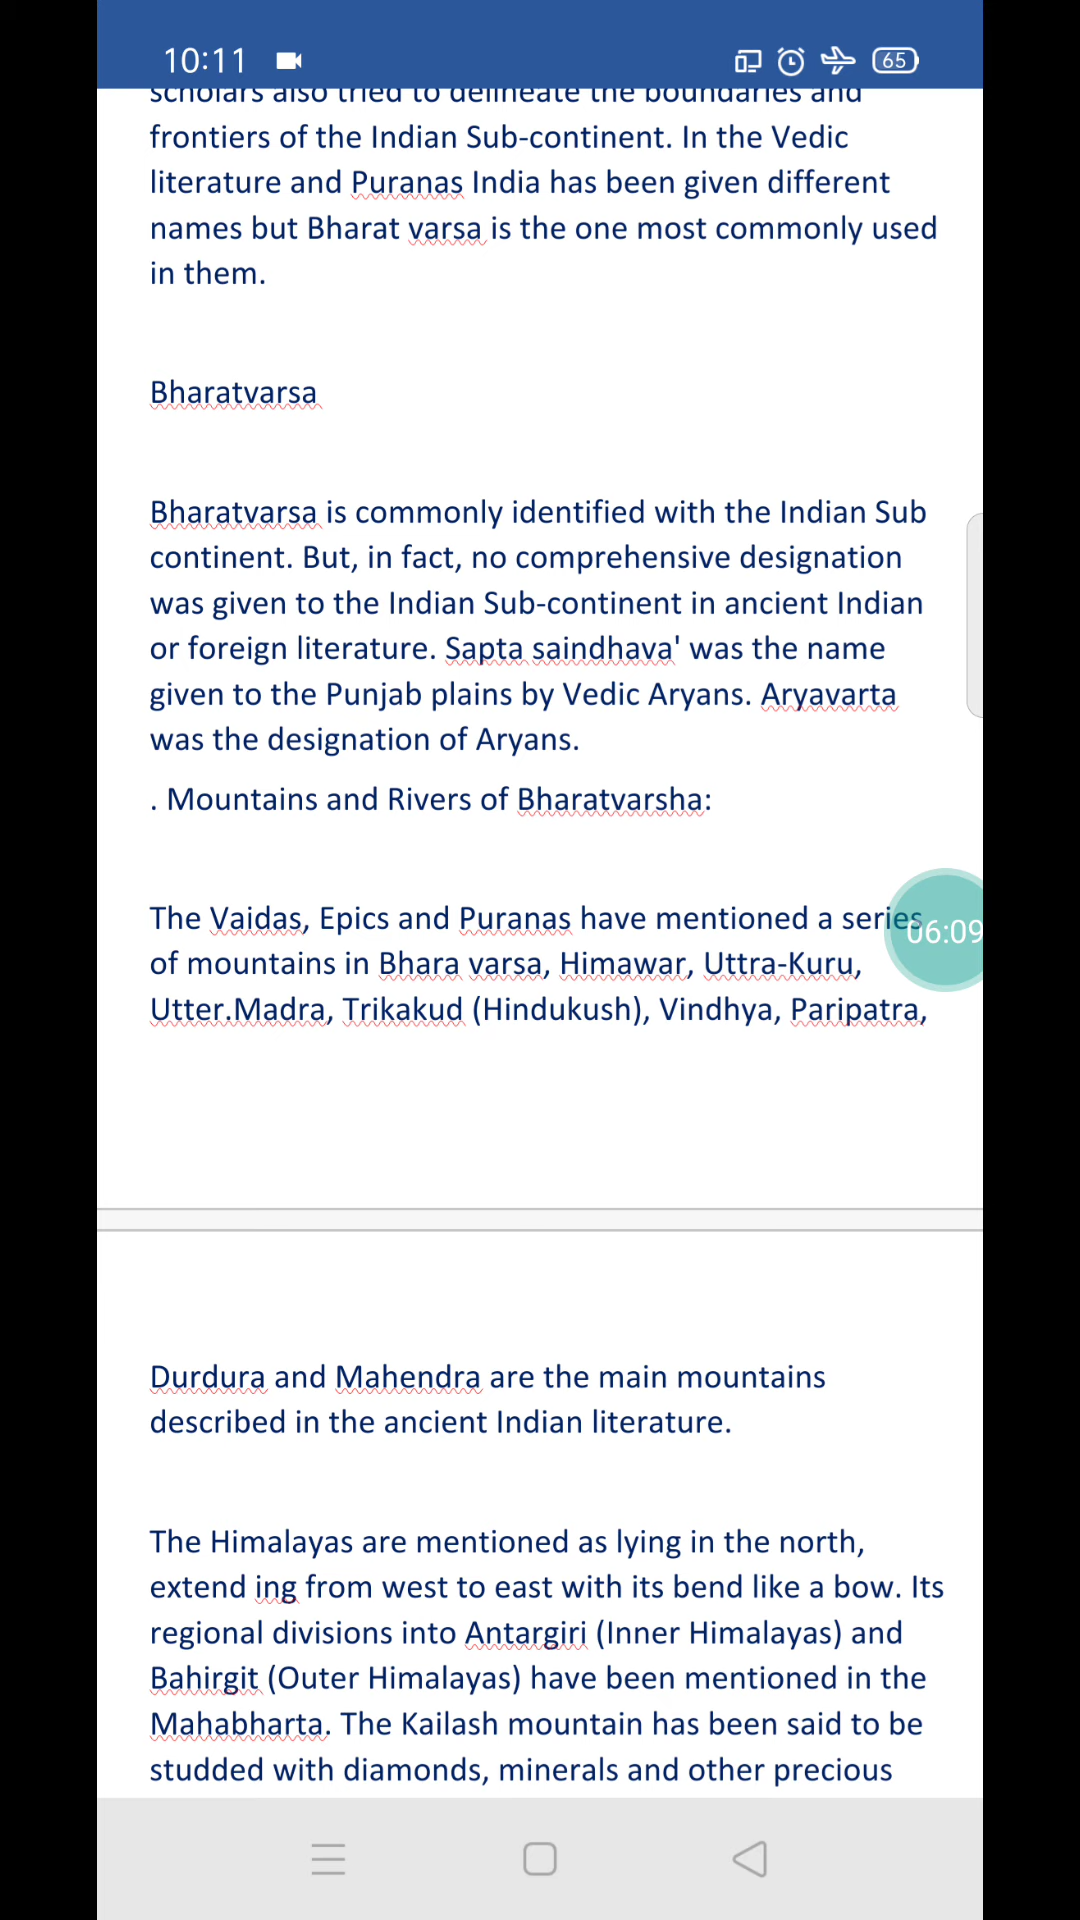 10:11
65
scholars also tried to delineate the boundaries and
frontiers of the Indian Sub-continent. In the Vedic
literature and Puranas India has been given different
names but Bharat varsa is the one most commonly used
in them.
Bharatvarsa
Bharatvarsa is commonly identified with the Indian Sub
continent. But, in fact, no comprehensive designation
was given to the Indian Sub-continent in ancient Indian
or foreign literature. Sapta saindhava' was the name
given to the Punjab plains by Vedic Aryans. Aryavarta
was the designation of Aryans.
. Mountains and Rivers of Bharatvarsha:
The Vaidas, Epics and Puranas have mentioned a series
06:09
of mountains in Bhara varsa, Himawar, Uttra-Kuru,
Utter.Madra, Trikakud (Hindukush), Vindhya, Paripatra,
Durdura and Mahendra are the main mountains
described in the ancient Indian literature.
The Himalayas are mentioned as lying in the north,
extend ing from west to east with its bend like a bow. Its
regional divisions into Antargiri (Inner Himalayas) and
Bahirgit (Outer Himalayas) have been mentioned in the
Mahabharta. The Kailash mountain has been said to be
studded with diamonds, minerals and other precious